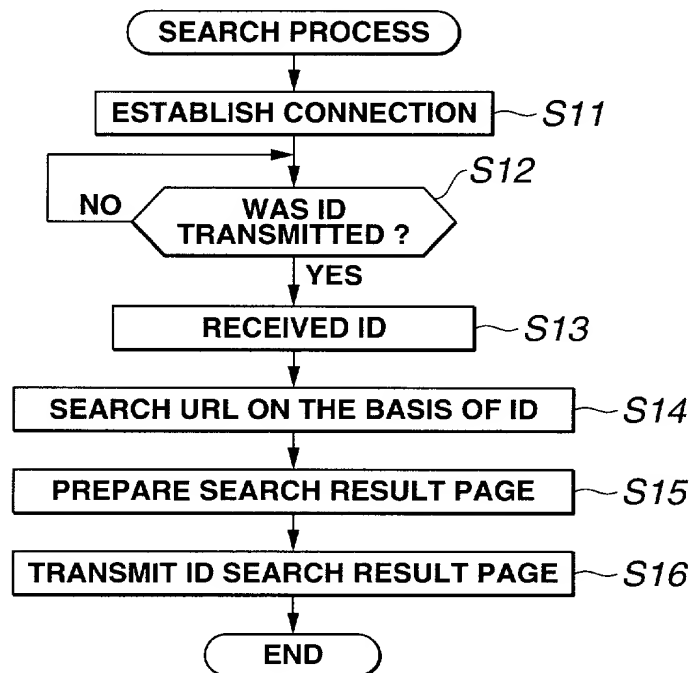 SEARCH PROCESS
ESTABLISH CONNECTION
S11
S12
NO
WAS ID
TRANSMITTED ?
YES
RECEIVED ID
S13
SEARCH URL ON THE BASIS OF ID
S14
PREPARE SEARCH RESULT PAGE
S15
TRANSMIT ID SEARCH RESULT PAGE
S16
END